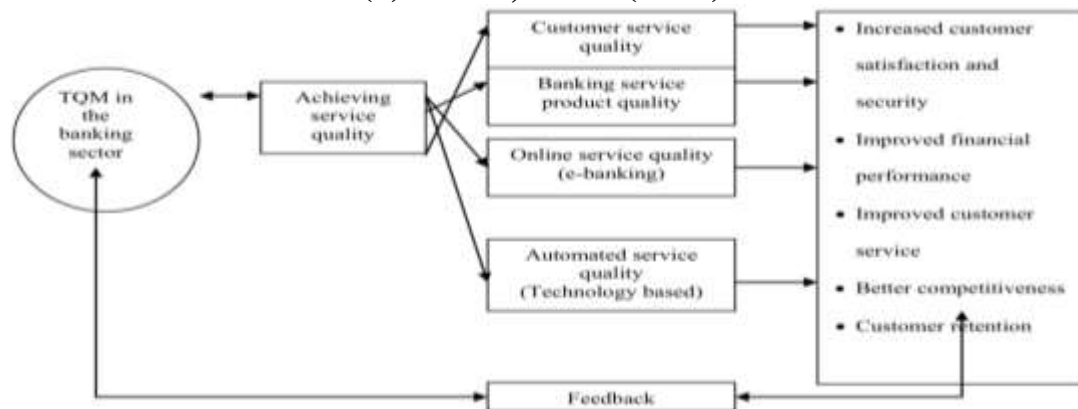 TQM in
the
banking
sector
Achieving
service
quality
Customer service
quality
Banking service
product quality
Online service quality
(e-banking)
Automated service
quality
(Technology based)
• Increased customer
satisfaction and
security
• Improved financial
performance
• Improved customer
service
• Better competitiveness
• Customer retention
Feedback